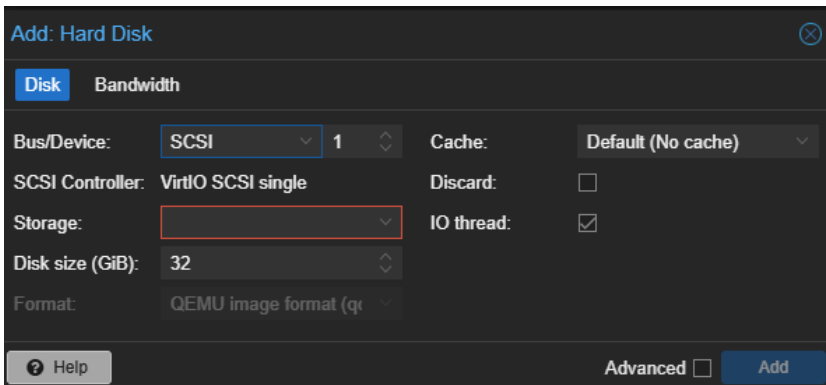 Add: Hard Disk
Disk Bandwidth
Bus/Device: SCSI 1 Cache: Default (No cache)
SCSI Controller: VirtIO SCSI single Discard:
Storage: IO thread:
Disk size (GiB): 32
Format: QEMU image format (qc
Help Advanced Add